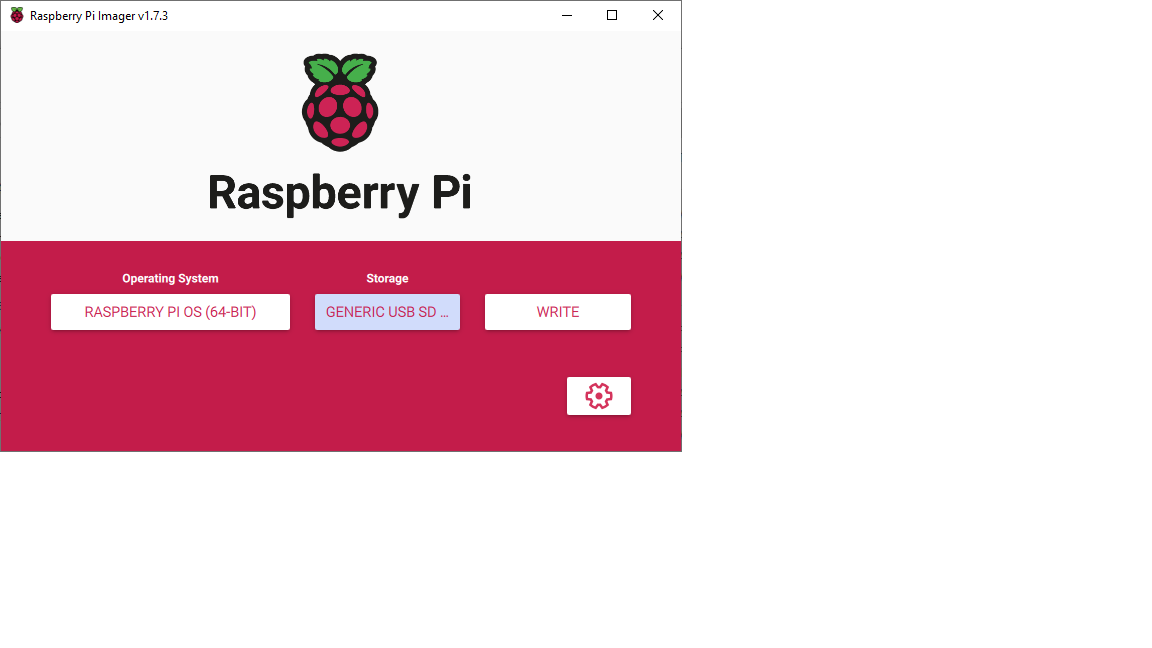 Raspberry Pi Imager v1.7.3
Raspberry Pi
Operating System
Storage
RASPBERRY PI OS (64-BIT)
GENERIC USB SD ...
WRITE